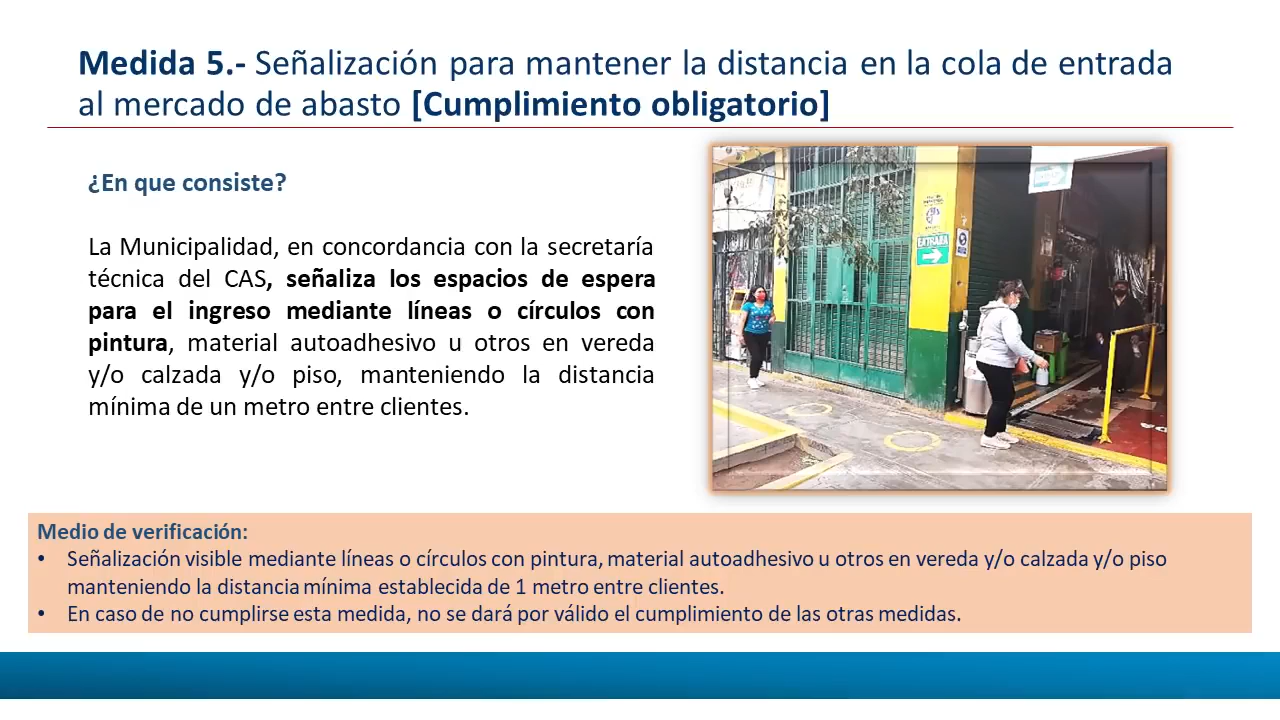 Medida 5.- Señalización para mantener la distancia en la cola de entrada
al mercado de abasto [Cumplimiento obligatorio]
¿En que consiste?
La Municipalidad, en concordancia con la secretaría
técnica del CAS, señaliza los espacios de espera
para el ingreso mediante líneas o círculos con
pintura, material autoadhesivo u otros en vereda
y/o calzada y/o piso, manteniendo la distancia
mínima de un metro entre clientes.
ENTRADA
Medio de verificación:
• Señalización visible mediante líneas o círculos con pintura, material autoadhesivo u otros en vereda y/o calzada y/o piso
manteniendo la distancia mínima establecida de 1 metro entre clientes.
• En caso de no cumplirse esta medida, no se dará por válido el cumplimiento de las otras medidas.